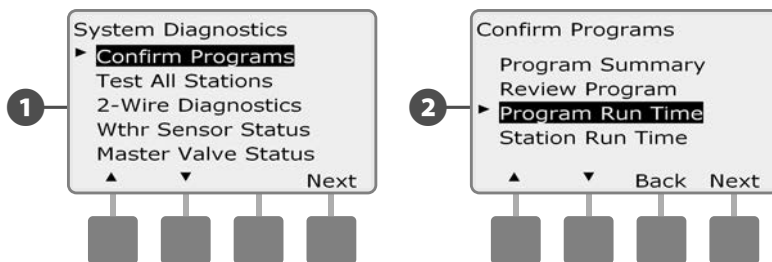 1
System Diagnostics
► Confirm Programs
Test All Stations
2-Wire Diagnostics
Wthr Sensor Status
Master Valve Status
▲ ▼ Next
2
Confirm Programs
Program Summary
Review Program
► Program Run Time
Station Run Time
▲ ▼ Back Next